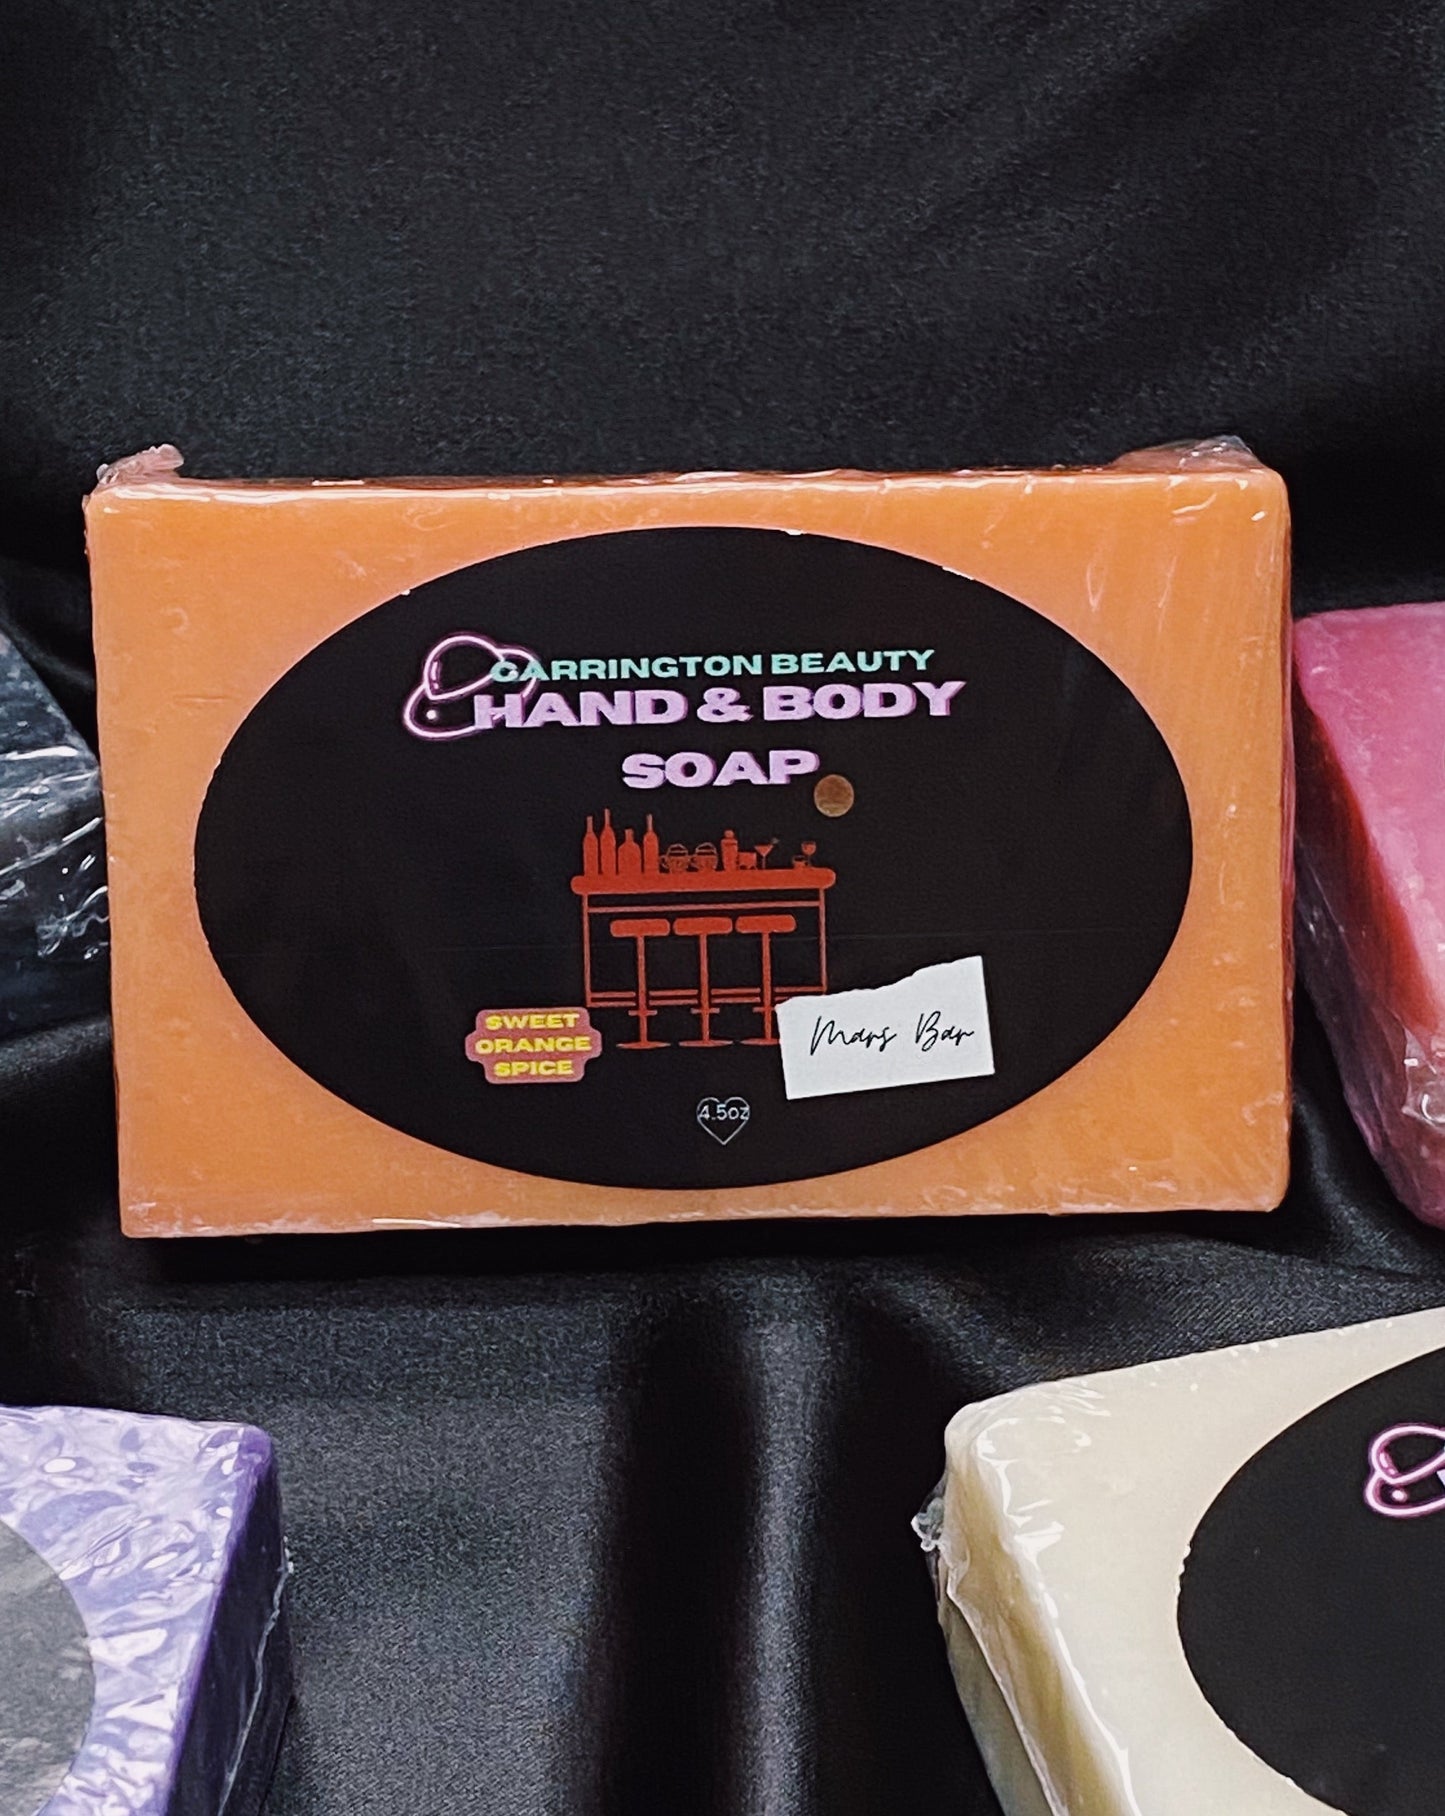 CARRINGTON BEAUTY
HAND & BODY
SOAP
SWEET
ORANGE
SPICE
Mars Bar
4.5oz